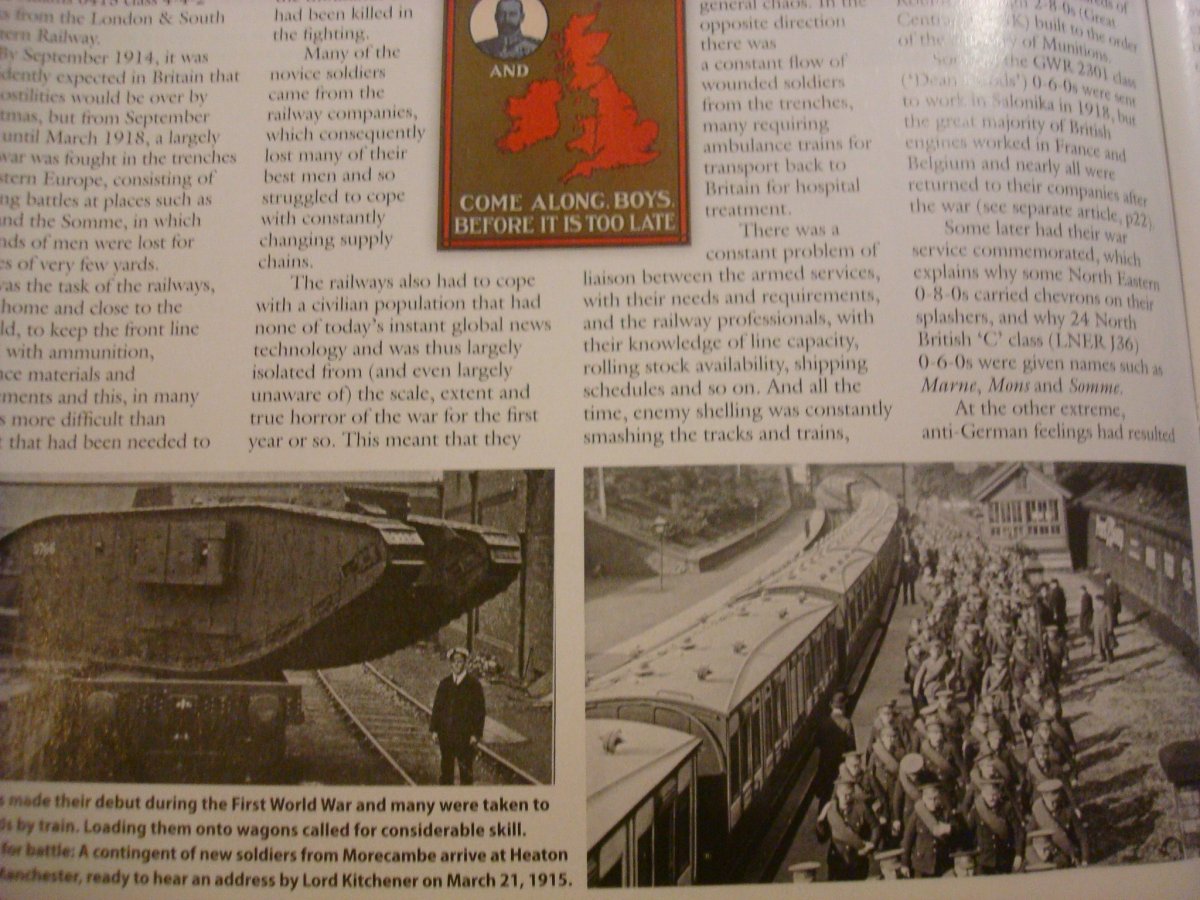 s from the London & South
tern Railway.
By September 1914, it was
dently expected in Britain that
ostilities would be over by
tmas, but from September
until March 1918, a largely
war was fought in the trenches
stern Europe, consisting of
ng battles at places such as
and the Somme, in which
nds of men were lost for
es of very few yards.
was the task of the railways,
home and close to the
ld, to keep the front line
with ammunition,
nce materials and
ements and this, in many
s more difficult than
t that had been needed to
had been killed in
the fighting.
Many of the
novice soldiers
came from the
railway companies,
which consequently
lost many of their
best men and so
struggled to cope
with constantly
changing supply
chains.
The railways also had to cope
with a civilian population that had
none of today's instant global news
technology and was thus largely
isolated from (and even largely
unaware of) the scale, extent and
true horror of the war for the first
year or so. This meant that they
AND
COME ALONG, BOYS.
BEFORE IT IS TOO LATE
general chaos. In the
opposite direction
there was
a constant flow of
wounded soldiers
from the trenches,
many requiring
ambulance trains for
transport back to
Britain for hospital
treatment.
There was a
constant problem of
liaison between the armed services,
with their needs and requirements,
and the railway professionals, with
their knowledge of line capacity,
rolling stock availability, shipping
schedules and so on. And all the
time, enemy shelling was constantly
smashing the tracks and trains,
2-8-0s (Great
built to the order
of the of Munitions.
the GWR 2301 class
('Dean 0-6-0s were sent
to work in Salonika in 1918, but
the great majority of British
engines worked in France and
Belgium and nearly all were
returned to their companies after
the war (see separate article, p22).
Some later had their war
service commemorated, which
explains why some North Eastern
0-8-0s carried chevrons on their
splashers, and why 24 North
British 'C' class (LNER J36)
0-6-0s were given names such as
Marne, Mons and Somme.
At the other extreme,
anti-German feelings had resulted
s made their debut during the First World War and many were taken to
ds by train. Loading them onto wagons called for considerable skill.
for battle: A contingent of new soldiers from Morecambe arrive at Heaton
Manchester, ready to hear an address by Lord Kitchener on March 21, 1915.